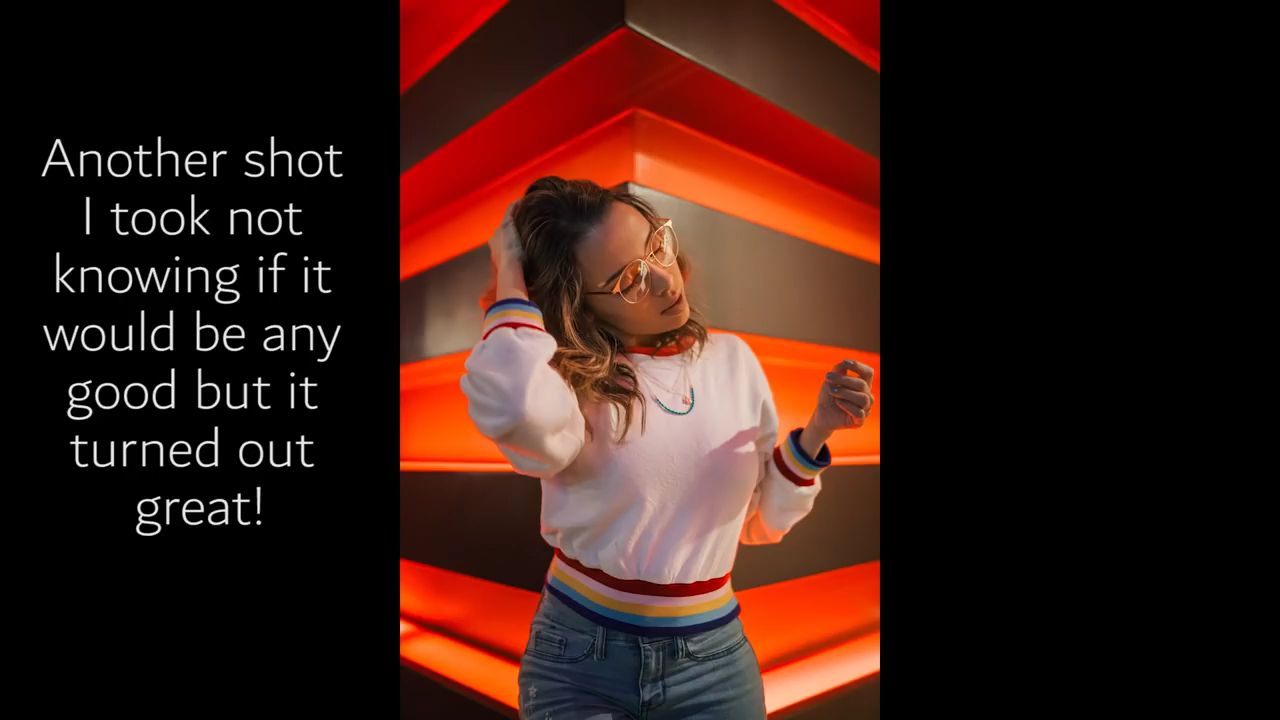 Another shot
I took not
knowing if it
would be any
good but it
turned out
great!